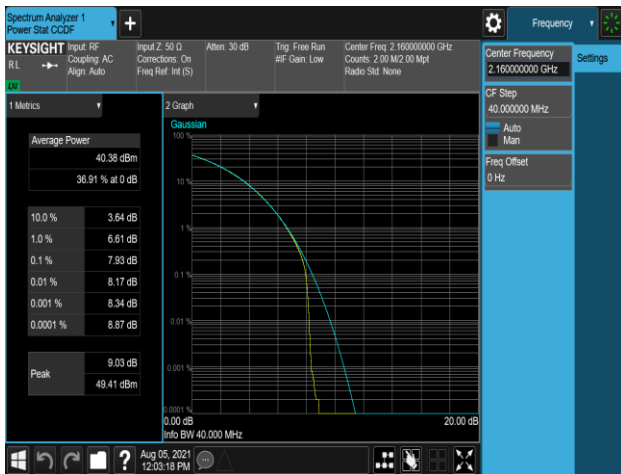 Spectrum Analyzer 1
Power Stat CCDF
Frequency
KEYSIGHT
Input: RF
Input Z: 50 Ω
Atten: 30 dB
Trig: Free Run
Center Freq: 2.160000000 GHz
RL
Coupling: AC
Corrections: On
#IF Gain: Low
Counts: 2.00 M/2.00 Mpt
Align: Auto
Freq Ref: Int (S)
Radio Std: None
LXI
Center Frequency
2.160000000 GHz
Settings
CF Step
40.000000 MHz
Auto
Man
Freq Offset
0 Hz
1 Metrics
Average Power
40.38 dBm
36.91 % at 0 dB
10.0 % 3.64 dB
1.0 % 6.61 dB
0.1 % 7.93 dB
0.01 % 8.17 dB
0.001 % 8.34 dB
0.0001 % 8.87 dB
Peak
9.03 dB
49.41 dBm
2 Graph
Gaussian
100 %
10 %
1 %
0.1 %
0.01 %
0.001 %
0.0001 %
0.00 dB 20.00 dB
Info BW 40.000 MHz
Aug 05, 2021
12:03:18 PM